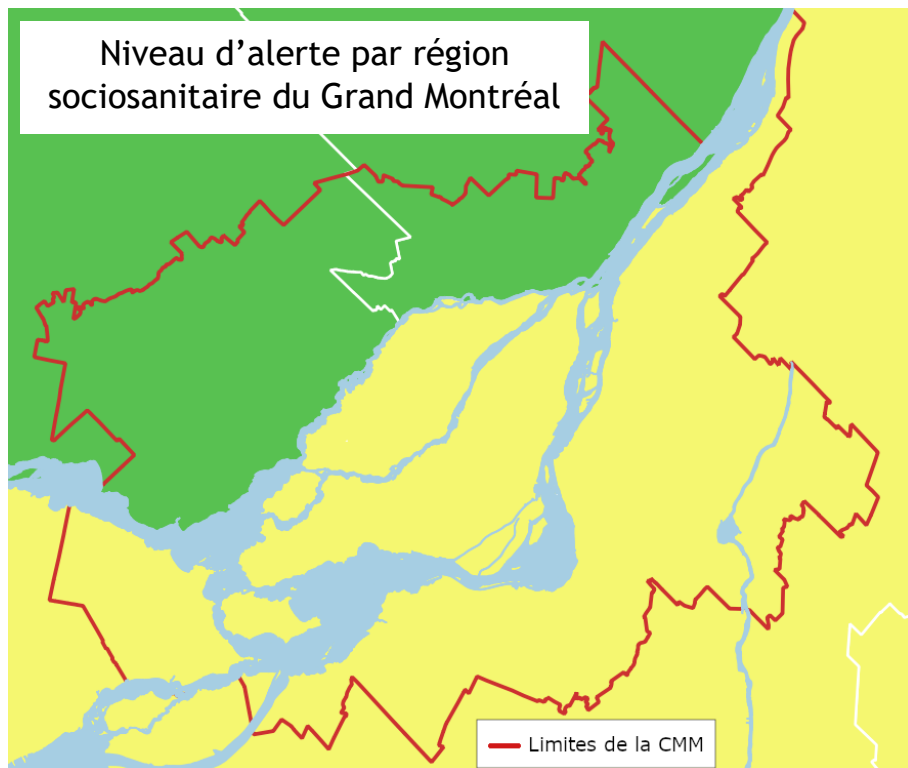 Niveau d’alerte par région
sociosanitaire du Grand Montréal
Limites de la CMM